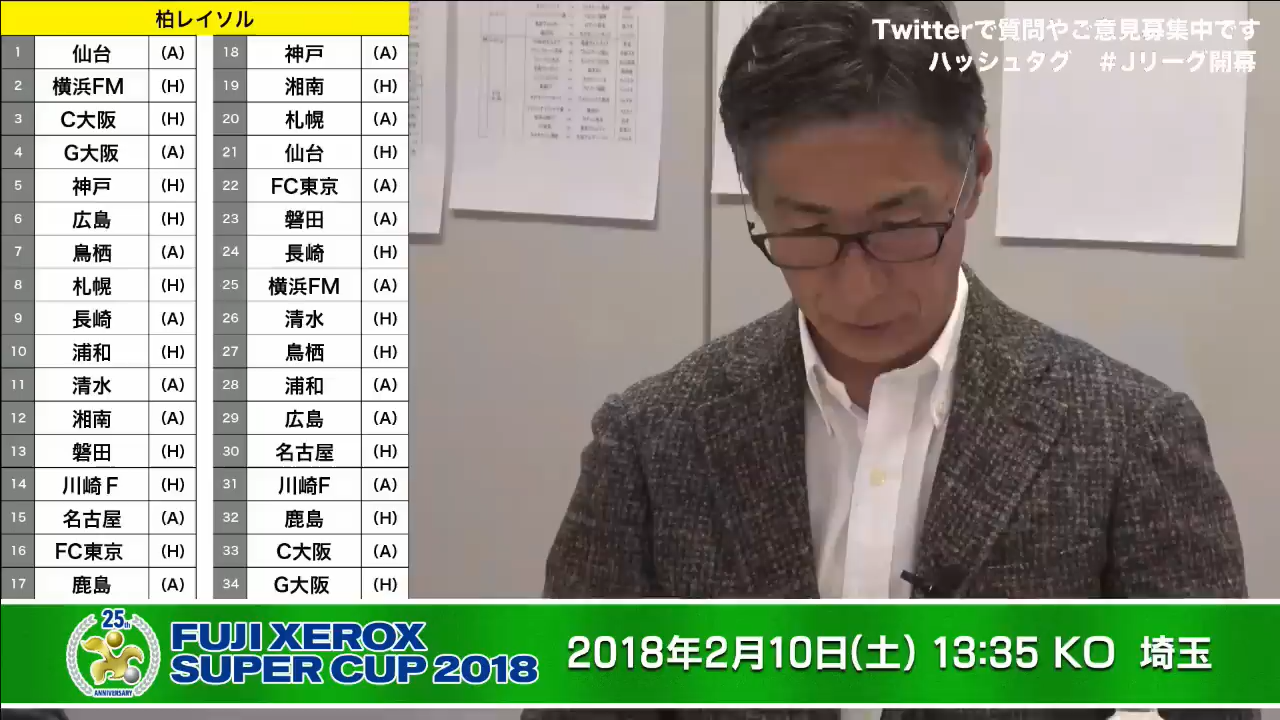 柏レイソル
1 仙台 (A) 18 神戸 (A)
2 横浜FM (H) 19 湘南 (H)
3 C大阪 (H) 20 札幌 (A)
4 G大阪 (A) 21 仙台 (H)
5 神戸 (H) 22 FC東京 (A)
6 広島 (H) 23 磐田 (A)
7 鳥栖 (A) 24 長崎 (H)
8 札幌 (H) 25 横浜FM (A)
9 長崎 (A) 26 清水 (H)
10 浦和 (H) 27 鳥栖 (H)
11 清水 (A) 28 浦和 (A)
12 湘南 (A) 29 広島 (A)
13 磐田 (H) 30 名古屋 (H)
14 川崎F (H) 31 川崎F (A)
15 名古屋 (A) 32 鹿島 (H)
16 FC東京 (H) 33 C大阪 (A)
17 鹿島 (A) 34 G大阪 (H)
Twitterで質問やご意見募集中です
ハッシュタグ #Jリーグ開幕
25th
ANNIVERSARY
FUJI XEROX
SUPER CUP 2018
2018年2月10日(土) 13:35 KO 埼玉